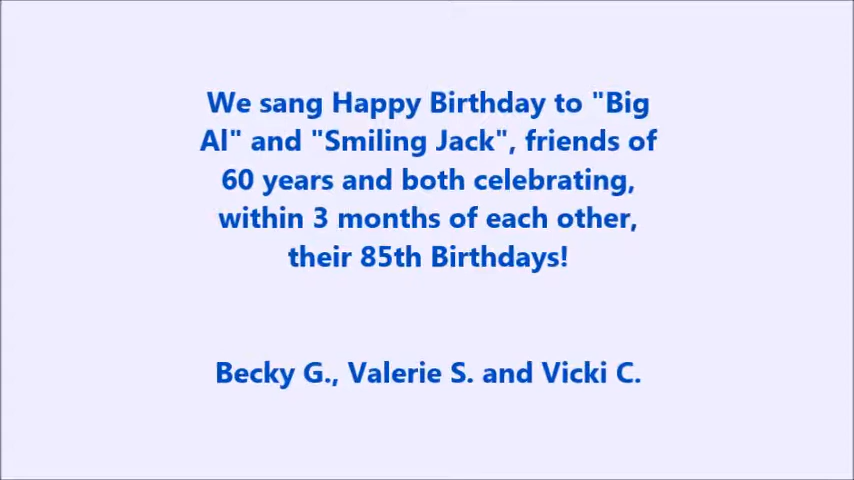 We sang Happy Birthday to "Big
Al" and "Smiling Jack", friends of
60 years and both celebrating,
within 3 months of each other,
their 85th Birthdays!
Becky G., Valerie S. and Vicki C.